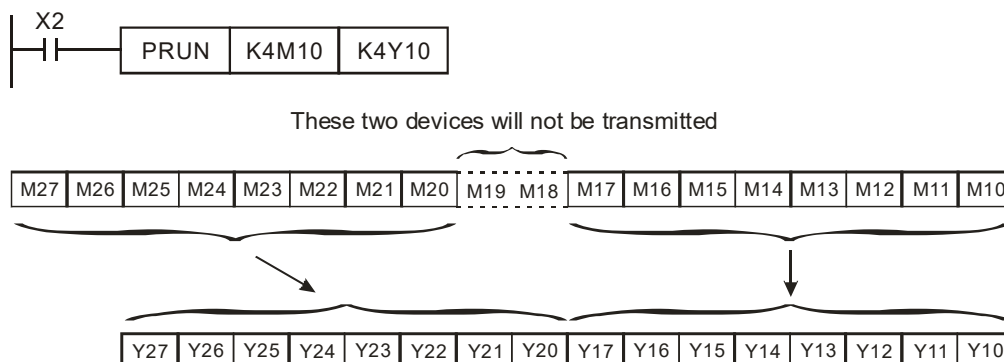 X2
PRUN K4M10 K4Y10
These two devices will not be transmitted
M27 M26 M25 M24 M23 M22 M21 M20 M19 M18 M17 M16 M15 M14 M13 M12 M11 M10
Y27 Y26 Y25 Y24 Y23 Y22 Y21 Y20 Y17 Y16 Y15 Y14 Y13 Y12 Y11 Y10